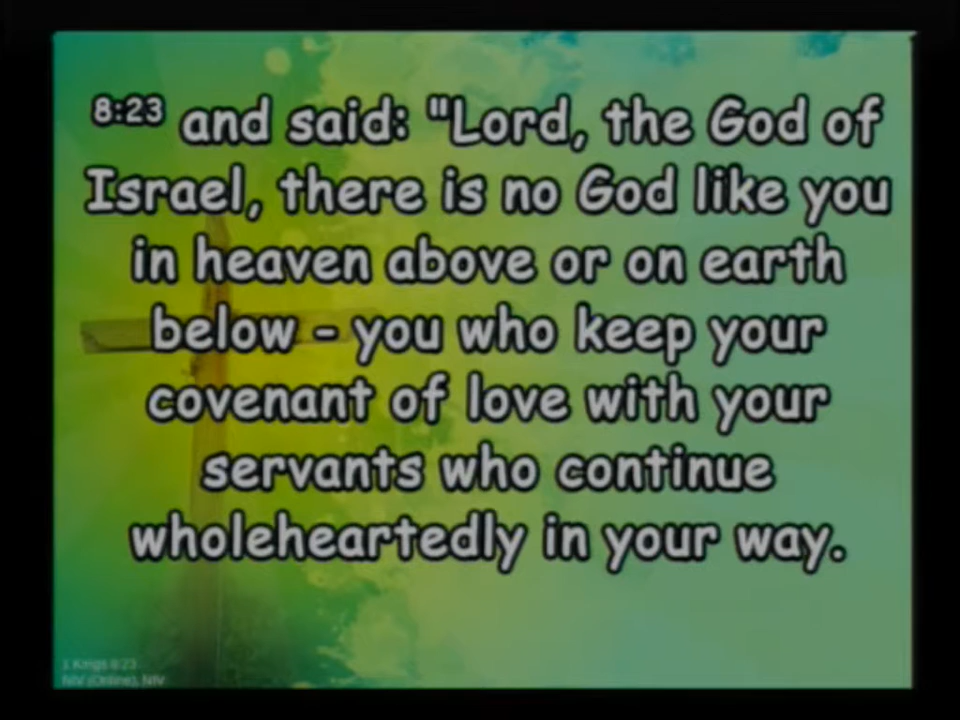 8:23 and said: "Lord, the God of
Israel, there is no God like you
in heaven above or on earth
below - you who keep your
covenant of love with your
servants who continue
wholeheartedly in your way.
1 Kings 8:23
NIV (Online), NIV